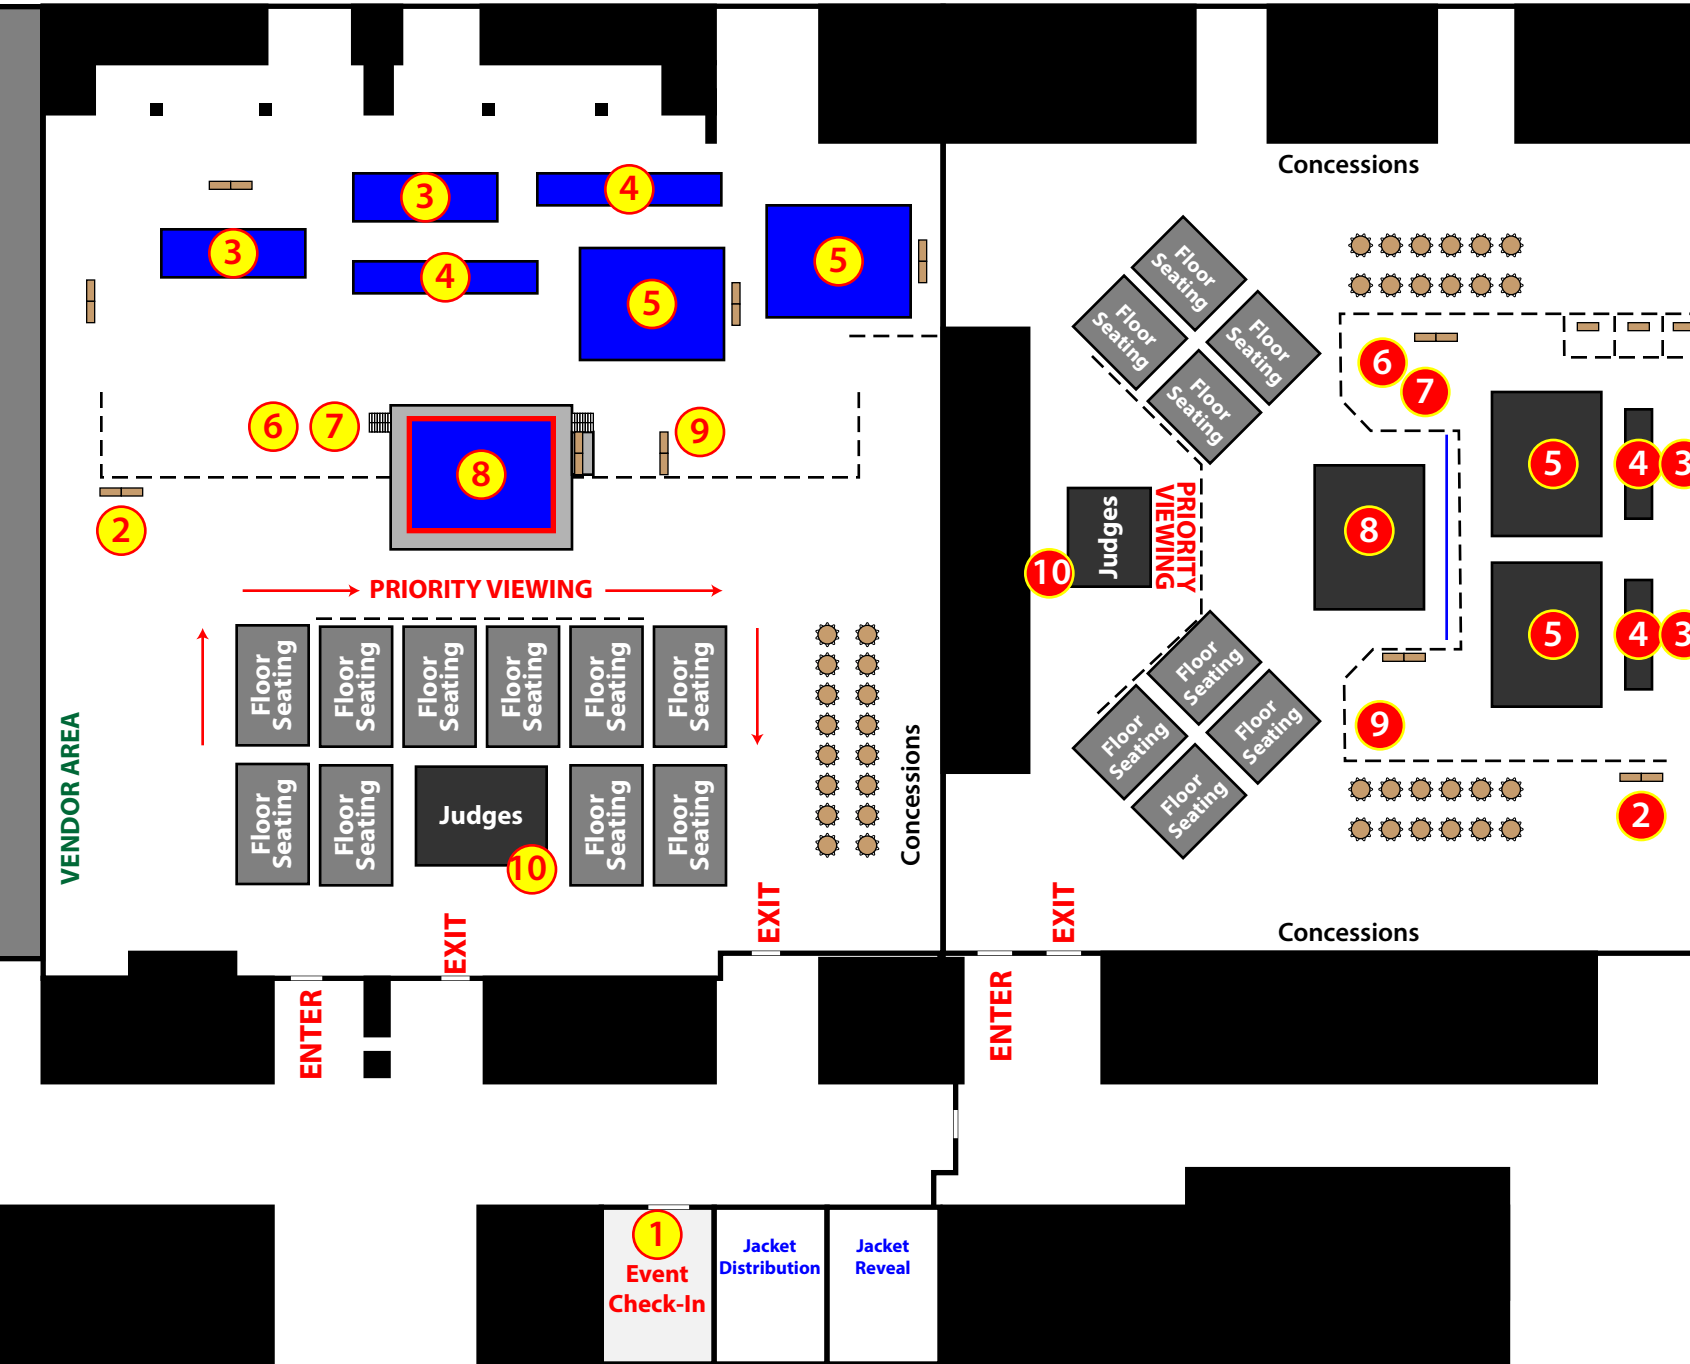 Concessions
3
4
3
4
5
5
6
7
8
9
2
PRIORITY VIEWING
Floor
Seating
Floor
Seating
Floor
Seating
Floor
Seating
Floor
Seating
Floor
Seating
Floor
Seating
Floor
Seating
Judges
10
Floor
Seating
Floor
Seating
VENDOR AREA
Concessions
EXIT
EXIT
ENTER
Floor
Seating
Floor
Seating
Floor
Seating
Floor
Seating
6
7
5
4
3
8
Judges
PRIORITY
VIEWING
10
5
4
3
Floor
Seating
Floor
Seating
Floor
Seating
Floor
Seating
9
2
EXIT
Concessions
ENTER
1
Event
Check-In
Jacket
Distribution
Jacket
Reveal